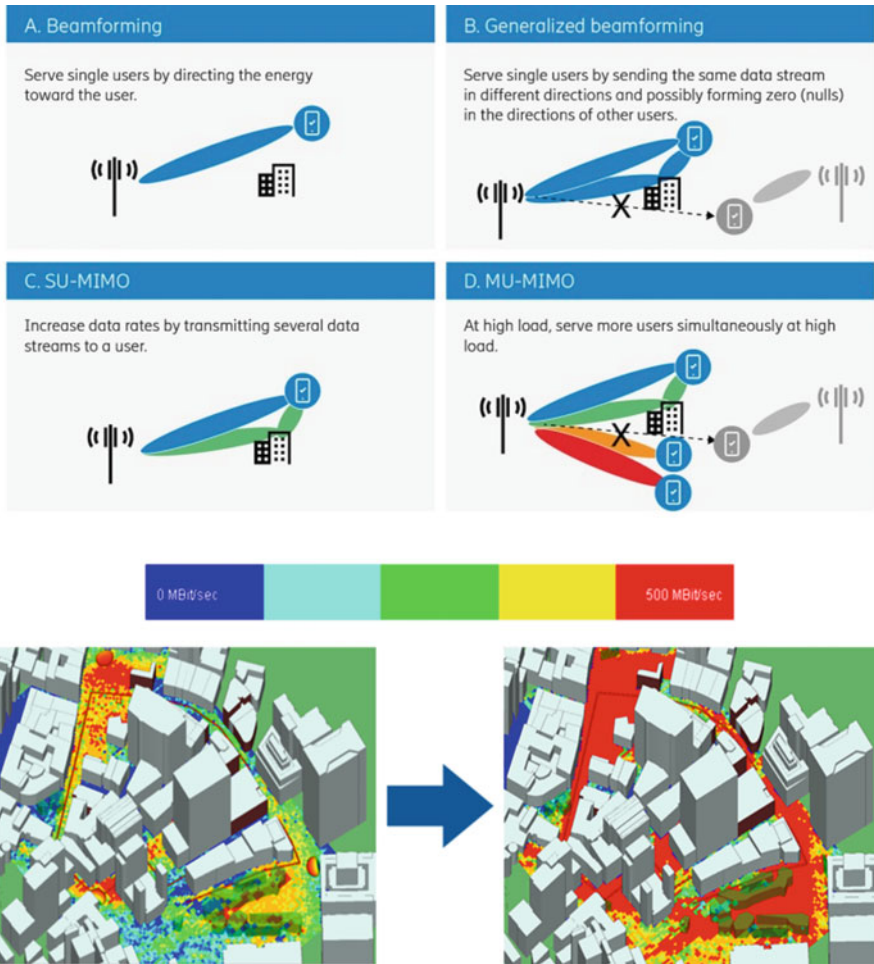 A. Beamforming
Serve single users by directing the energy
toward the user.
B. Generalized beamforming
Serve single users by sending the same data stream
in different directions and possibly forming zero (nulls)
in the directions of other users.
X
C. SU-MIMO
Increase data rates by transmitting several data
streams to a user.
D. MU-MIMO
At high load, serve more users simultaneously at high
load.
X
0 MBit/sec
500 MBit/sec